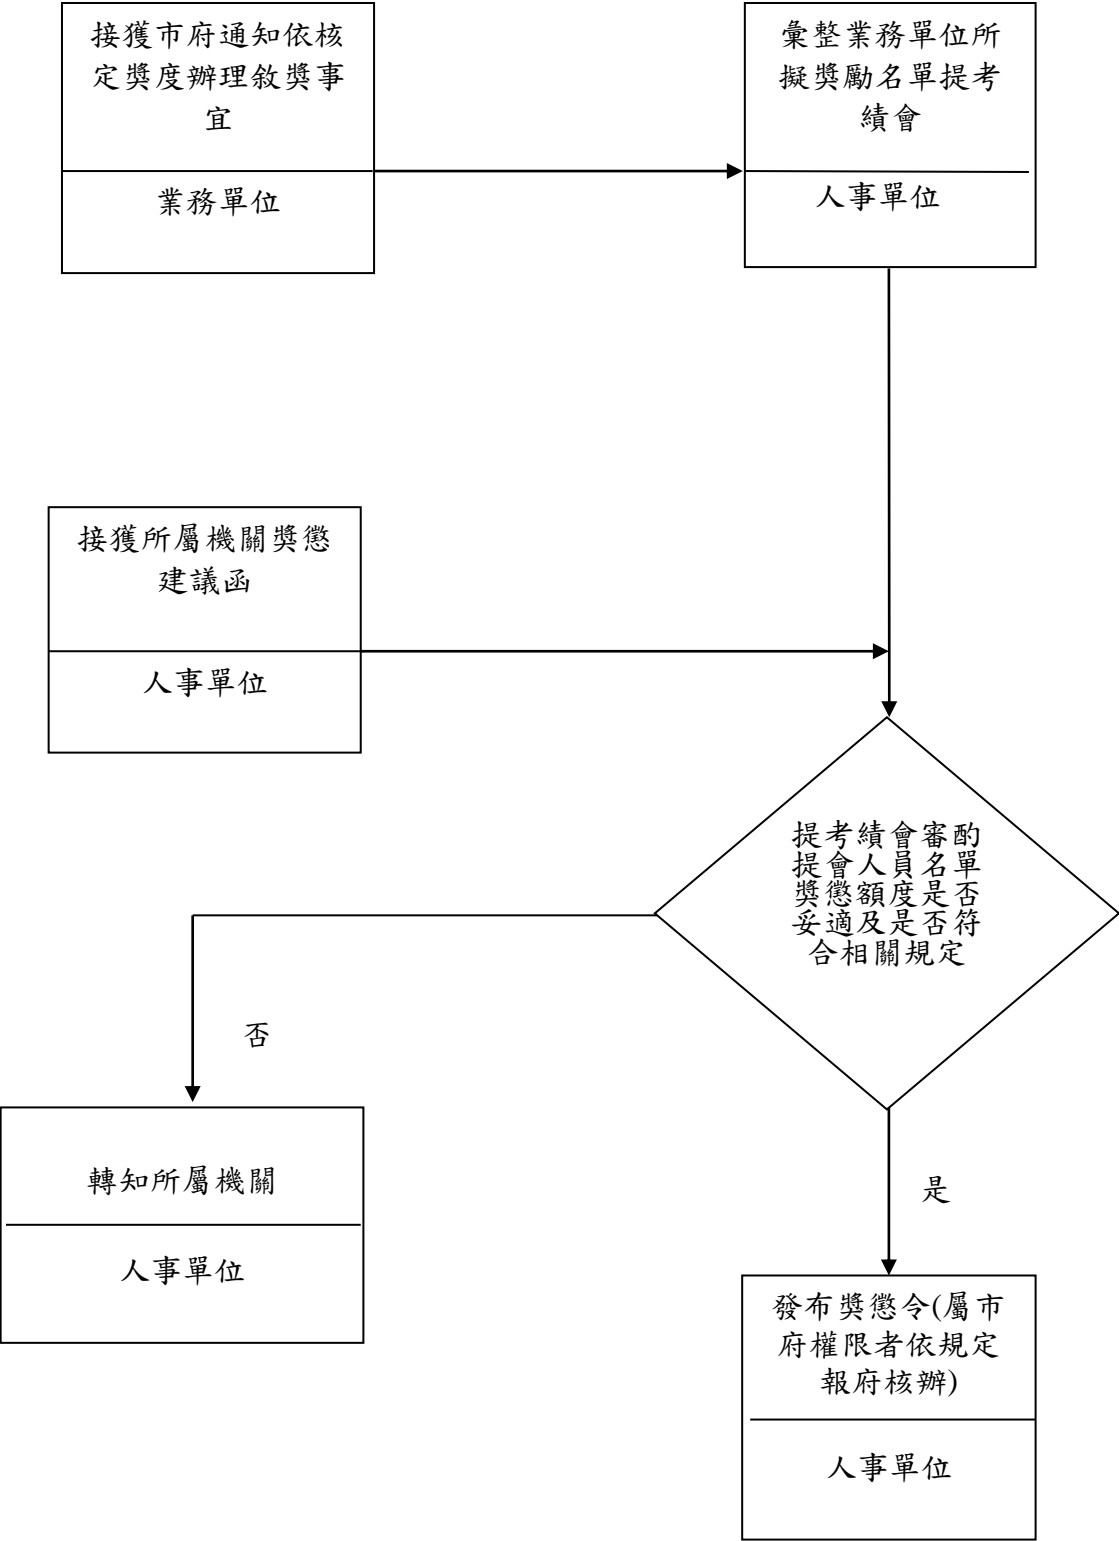 接獲市府通知依核
定獎度辦理敘獎事
宜
業務單位
彙整業務單位所
擬獎勵名單提考
績會
人事單位
接獲所屬機關獎懲
建議函
人事單位
提考績會審酌
提會人員名單
獎懲額度是否
妥適及是否符
合相關規定
否
轉知所屬機關
人事單位
是
發布獎懲令(屬市
府權限者依規定
報府核辦)
人事單位